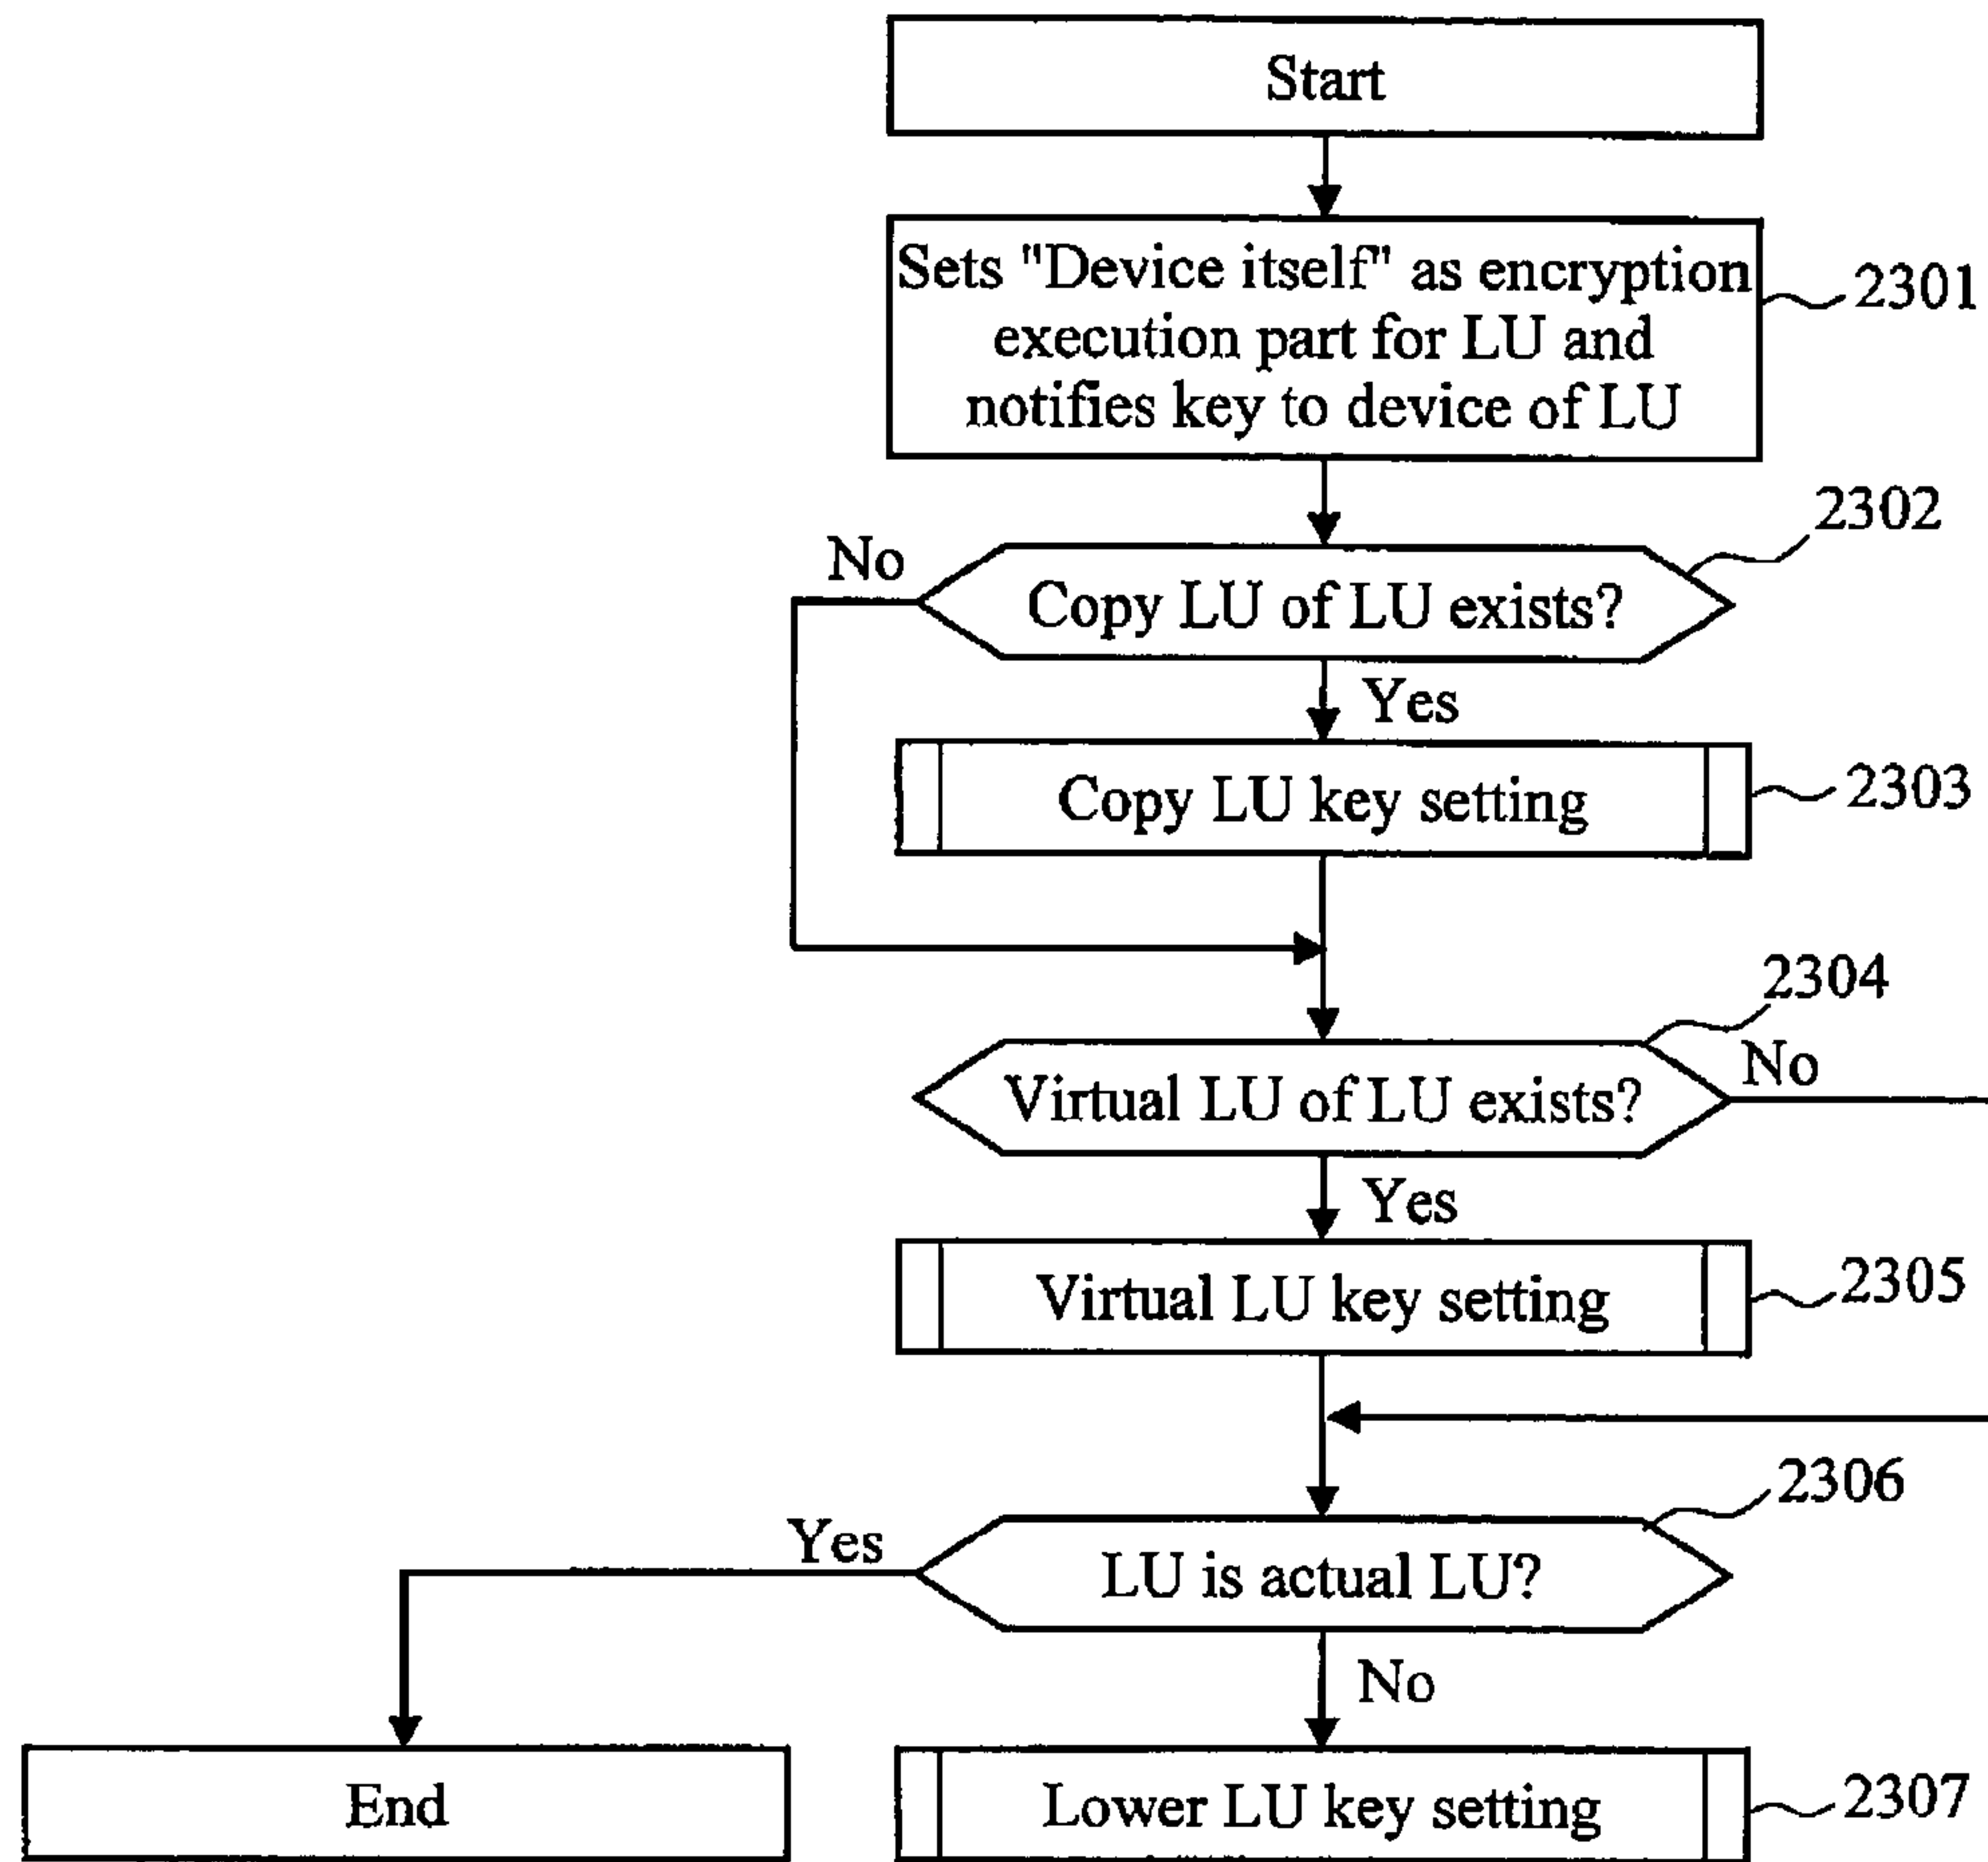 Start
Sets "Device itself" as encryption
execution part for LU and
notifies key to device of LU
2301
2302
No
Copy LU of LU exists?
Yes
Copy LU key setting
2303
2304
No
Virtual LU of LU exists?
Yes
Virtual LU key setting
2305
2306
Yes
LU is actual LU?
No
End
Lower LU key setting
2307